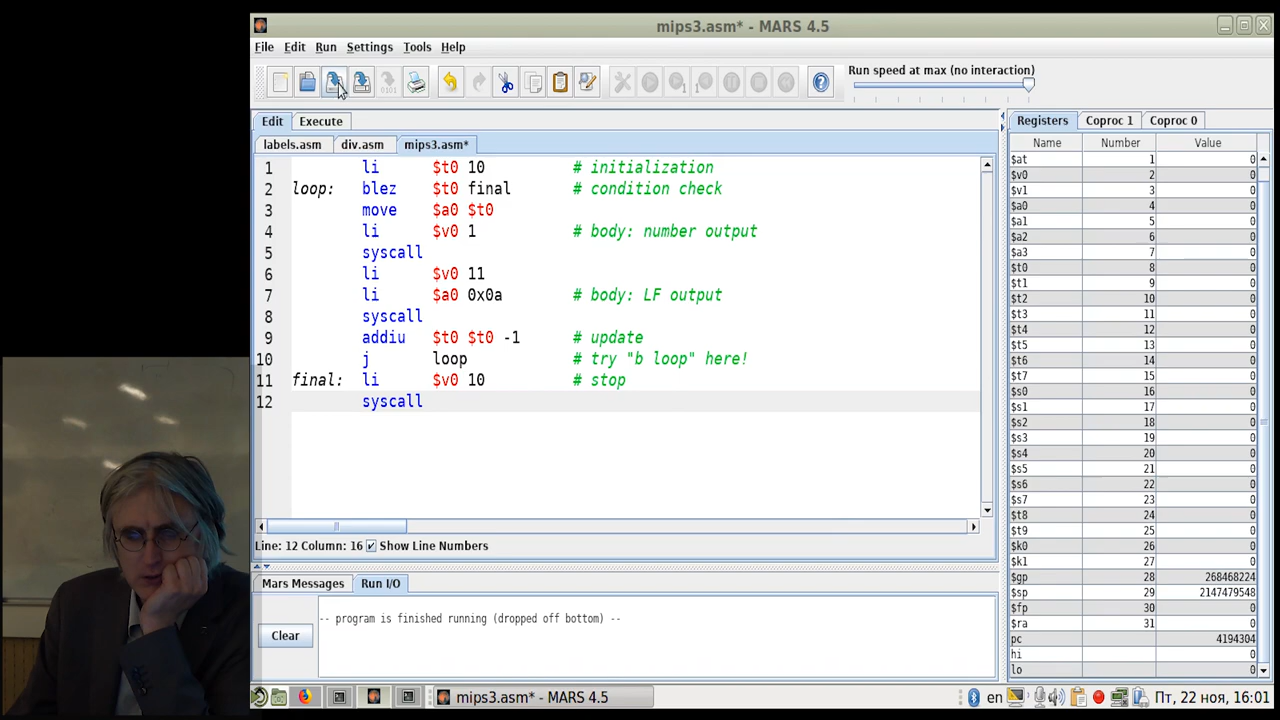 mips3.asm* - MARS 4.5
File Edit Run Settings Tools Help
Run speed at max (no interaction)
Edit Execute
labels.asm div.asm mips3.asm*
1 li $t0 10 # initialization
2 loop: blez $t0 final # condition check
3 move $a0 $t0
4 li $v0 1 # body: number output
5 syscall
6 li $v0 11
7 li $a0 0x0a # body: LF output
8 syscall
9 addiu $t0 $t0 -1 # update
10 j loop # try "b loop" here!
11 final: li $v0 10 # stop
12 syscall
Line: 12 Column: 16 Show Line Numbers
Mars Messages Run I/O
-- program is finished running (dropped off bottom) --
Clear
Registers Coproc 1 Coproc 0
Name Number Value
$at 1 0
$v0 2 0
$v1 3 0
$a0 4 0
$a1 5 0
$a2 6 0
$a3 7 0
$t0 8 0
$t1 9 0
$t2 10 0
$t3 11 0
$t4 12 0
$t5 13 0
$t6 14 0
$t7 15 0
$s0 16 0
$s1 17 0
$s2 18 0
$s3 19 0
$s4 20 0
$s5 21 0
$s6 22 0
$s7 23 0
$t8 24 0
$t9 25 0
$k0 26 0
$k1 27 0
$gp 28 268468224
$sp 29 2147479548
$fp 30 0
$ra 31 0
pc 4194304
hi 0
lo 0
mips3.asm* - MARS 4.5
en Пт, 22 ноя, 16:01